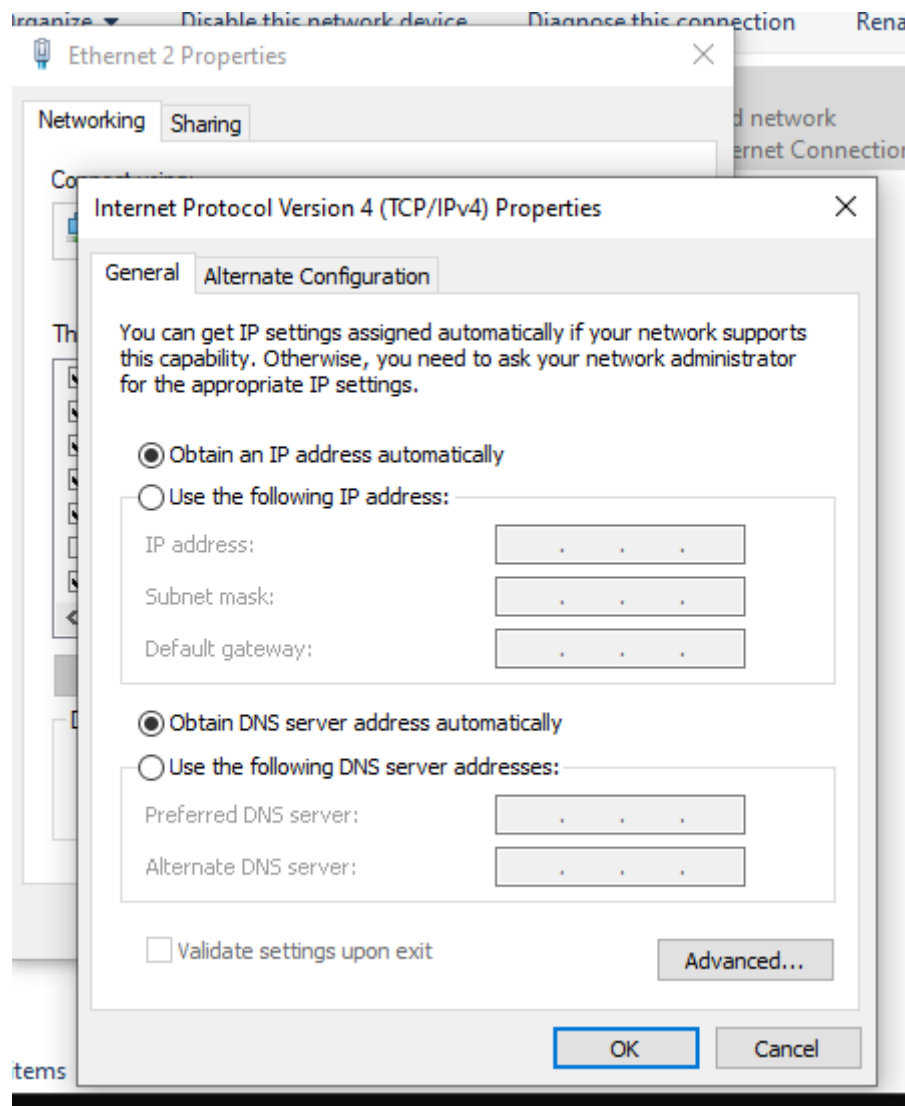 Disable this network device Diagnose this connection
Ethernet 2 Properties
Networking Sharing
network
Connection
Internet Protocol Version 4 (TCP/IPv4) Properties
General Alternate Configuration
You can get IP settings assigned automatically if your network supports
this capability. Otherwise, you need to ask your network administrator
for the appropriate IP settings.
Obtain an IP address automatically
Use the following IP address:
IP address:
Subnet mask:
Default gateway:
Obtain DNS server address automatically
Use the following DNS server addresses:
Preferred DNS server:
Alternate DNS server:
Validate settings upon exit
Advanced...
OK Cancel
items